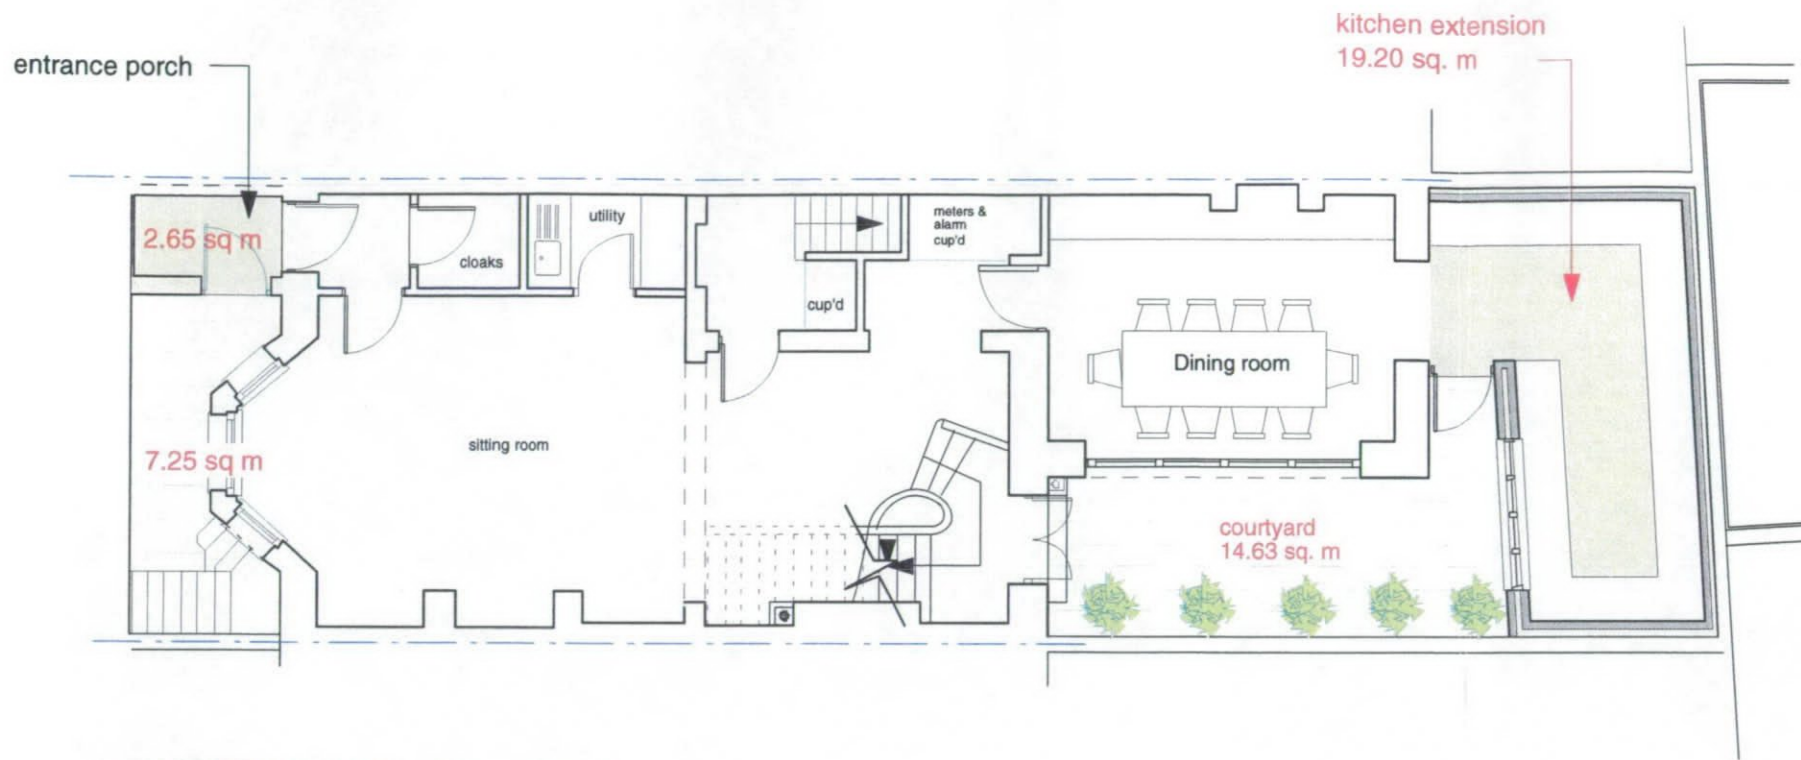 kitchen extension
19.20 sq. m
entrance porch
2.65 sq m
cloaks
utility
meters &
alarm
cup'd
cup'd
Dining room
sitting room
7.25 sq m
courtyard
14.63 sq. m